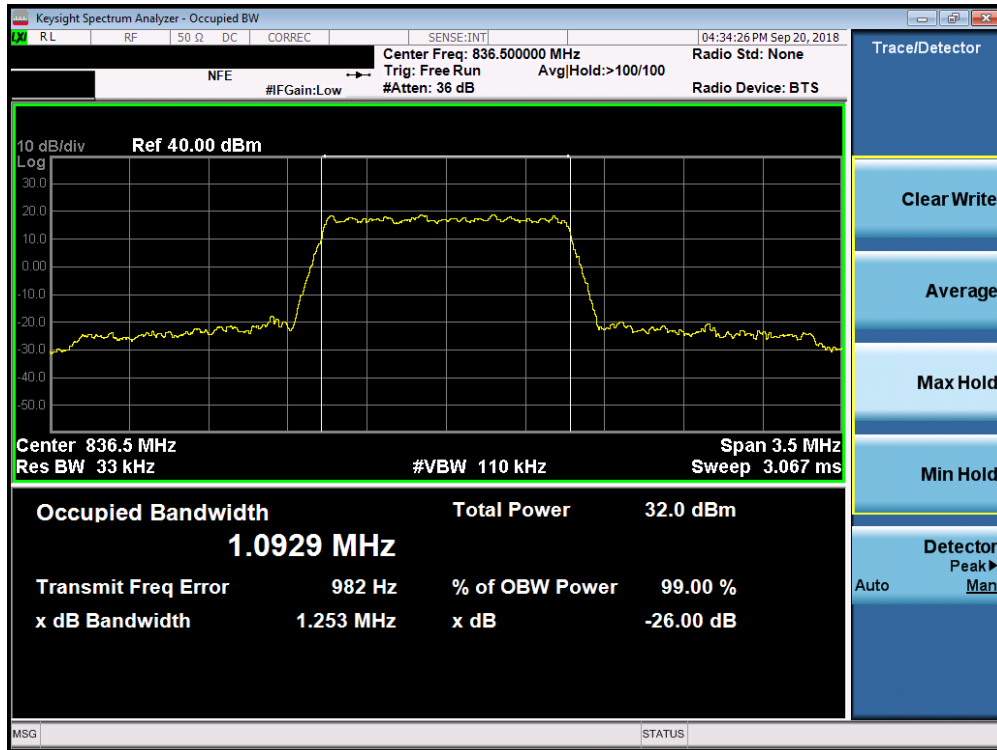 Keysight Spectrum Analyzer - Occupied BW
LXI RL RF 50 Ω DC CORREC SENSE:INT 04:34:26 PM Sep 20, 2018
Center Freq: 836.500000 MHz Radio Std: None
NFE Trig: Free Run Avg|Hold:>100/100
#IFGain:Low #Atten: 36 dB Radio Device: BTS
Trace/Detector
10 dB/div Ref 40.00 dBm
Log
30.0
20.0
10.0
0.00
-10.0
-20.0
-30.0
-40.0
-50.0
Center 836.5 MHz Span 3.5 MHz
Res BW 33 kHz #VBW 110 kHz Sweep 3.067 ms
Occupied Bandwidth Total Power 32.0 dBm
1.0929 MHz
Transmit Freq Error 982 Hz % of OBW Power 99.00 %
x dB Bandwidth 1.253 MHz x dB -26.00 dB
Clear Write
Average
Max Hold
Min Hold
Detector
Peak▶
Auto Man
MSG STATUS